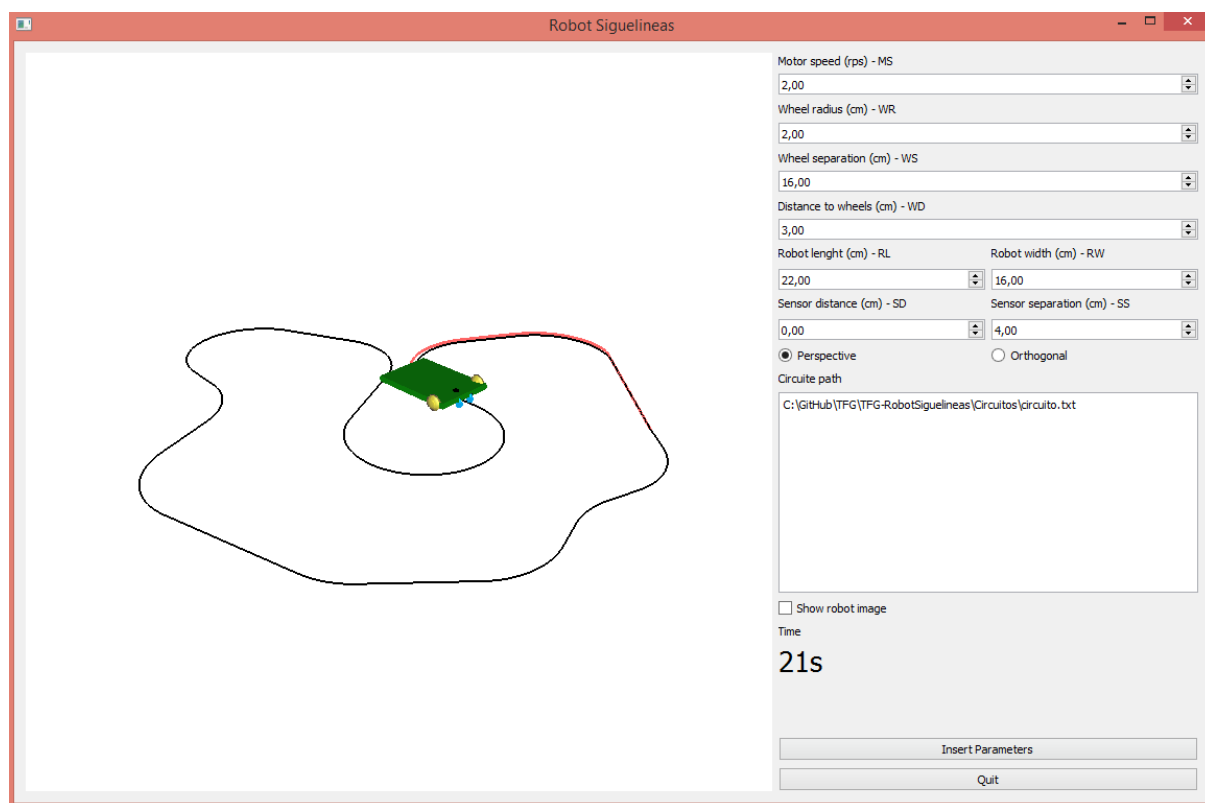 Robot Siguelineas
Motor speed (rps) - MS
2,00
Wheel radius (cm) - WR
2,00
Wheel separation (cm) - WS
16,00
Distance to wheels (cm) - WD
3,00
Robot lenght (cm) - RL
Robot width (cm) - RW
22,00
16,00
Sensor distance (cm) - SD
Sensor separation (cm) - SS
0,00
4,00
Perspective
Orthogonal
Circuite path
C:\GitHub\TFG\TFG-RobotSiguelineas\Circuitos\circuito.txt
Show robot image
Time
21s
Insert Parameters
Quit